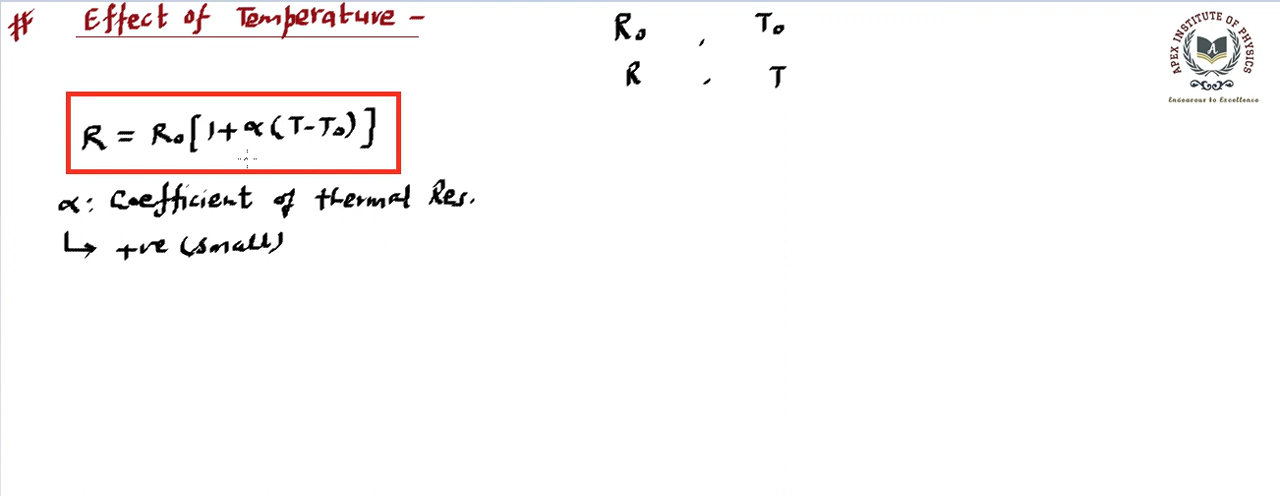 # Effect of Temperature -
R₀ , T₀
R , T
R = R₀[1+α(T-T₀)]
α: Coefficient of thermal Res.
↳ +ve (small)
APEX INSTITUTE OF PHYSICS
A
Endeavour to Excellence